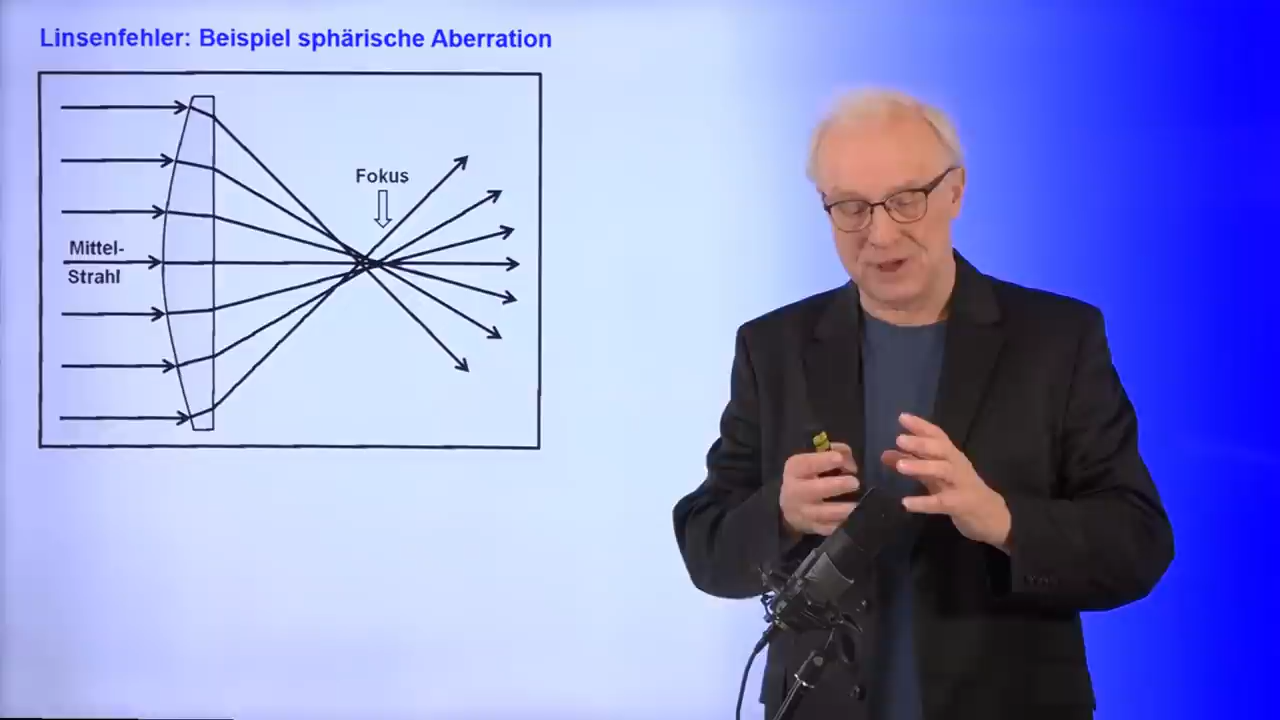 Linsenfehler: Beispiel sphärische Aberration
Fokus
Mittel-
Strahl